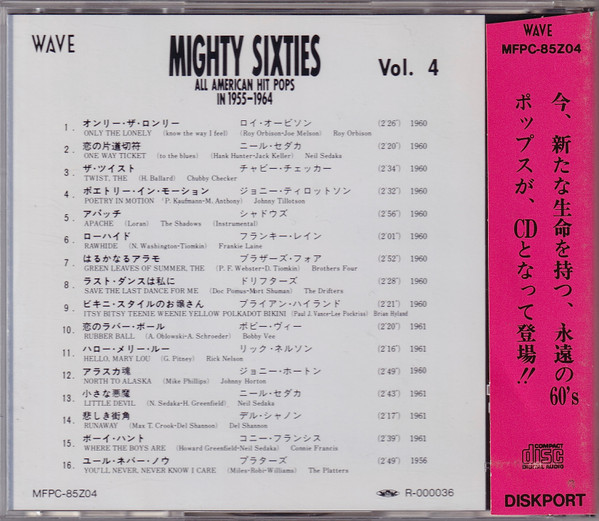 WAVE
MIGHTY SIXTIES
ALL AMERICAN HIT POPS
IN 1955-1964
Vol. 4
1. オンリー・ザ・ロンリー ロイ・オービソン (2'26") 1960
ONLY THE LONELY (know the way I feel) (Roy Orbison-Joe Melson) Roy Orbison
2. 恋の片道切符 ニール・セダカ (2'20") 1960
ONE WAY TICKET (to the blues) (Hank Hunter-Jack Keller) Neil Sedaka
3. ザ・ツイスト チャビー・チェッカー (2'34") 1960
TWIST, THE (H. Ballard) Chubby Checker
4. ポエトリー・イン・モーション ジョニー・ティロットソン (2'32") 1960
POETRY IN MOTION (P. Kaufmann-M. Anthony) Johnny Tillotson
5. アパッチ シャドウズ (2'56") 1960
APACHE (Loran) The Shadows (Instrumental)
6. ローハイド フランキー・レイン (2'01") 1960
RAWHIDE (N. Washington-Tiomkin) Frankie Laine
7. はるかなるアラモ ブラザーズ・フォア (2'52") 1960
GREEN LEAVES OF SUMMER, THE (P. F. Webster-D. Tiomkin) Brothers Four
8. ラスト・ダンスは私に ドリフターズ (2'28") 1960
SAVE THE LAST DANCE FOR ME (Doc Pomus-Mort Shuman) The Drifters
9. ビキニ・スタイルのお嬢さん ブライアン・ハイランド (2'21") 1960
ITSY BITSY TEENIE WEENIE YELLOW POLKADOT BIKINI (Paul J. Vance-Lee Pockriss) Brian Hyland
10. 恋のラバー・ボール ボビー・ヴィー (2'20") 1961
RUBBER BALL (A. Ohlowski-A. Schroeder) Bobby Vee
11. ハロー・メリー・ルー リック・ネルソン (2'16") 1961
HELLO, MARY LOU (G. Pitney) Rick Nelson
12. アラスカ魂 ジョニー・ホートン (2'49") 1960
NORTH TO ALASKA (Mike Phillips) Johnny Horton
13. 小さな悪魔 ニール・セダカ (2'43") 1961
LITTLE DEVIL (N. Sedaka-H. Greenfield) Neil Sedaka
14. 悲しき街角 デル・シャノン (2'17") 1961
RUNAWAY (Max T. Crook-Del Shannon) Del Shannon
15. ボーイ・ハント コニー・フランシス (2'39") 1961
WHERE THE BOYS ARE (Howard Greenfield-Neil Sedaka) Connie Francis
16. ユール・ネバー・ノウ プラターズ (2'49") 1956
YOU'LL NEVER, NEVER KNOW I CARE (Miles-Robi-Williams) The Platters
MFPC-85Z04
R-000036
WAVE
MFPC-85Z04
今、新たな生命を持つ、永遠の60's
ポップスが、CDとなって登場!!
COMPACT
disc
DIGITAL AUDIO
DISKPORT